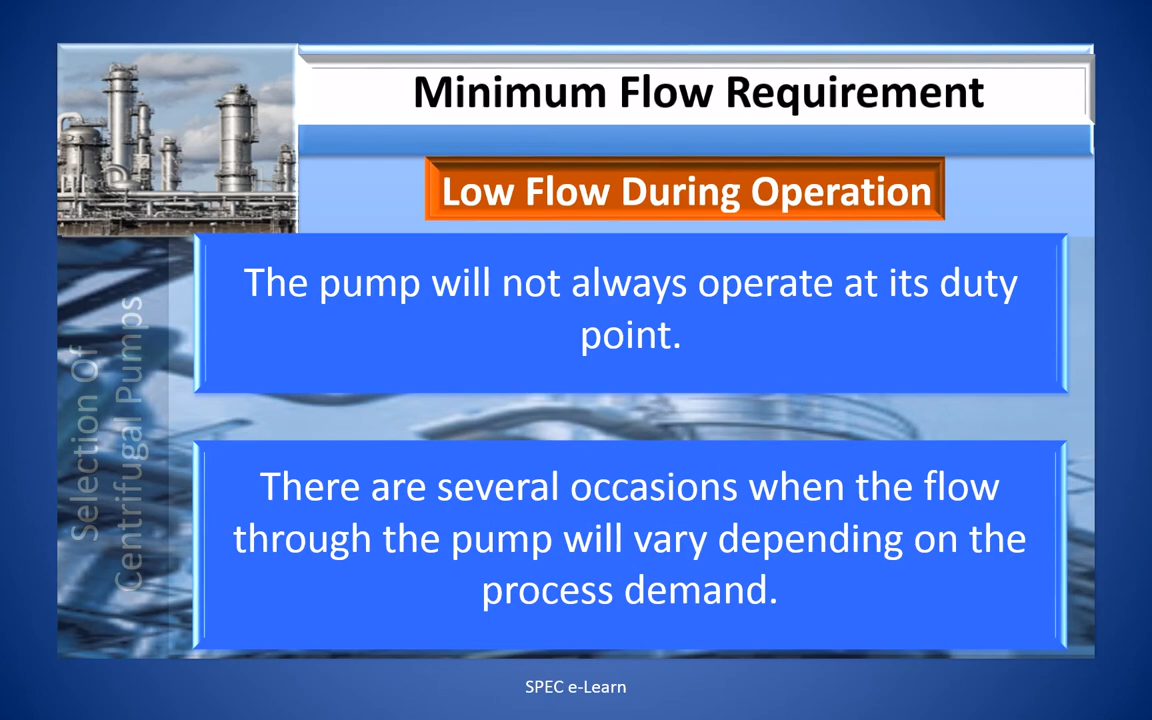 Minimum Flow Requirement
Low Flow During Operation
The pump will not always operate at its duty
point.
There are several occasions when the flow
through the pump will vary depending on the
process demand.
Selection Of
Centrifugal Pumps
SPEC e-Learn